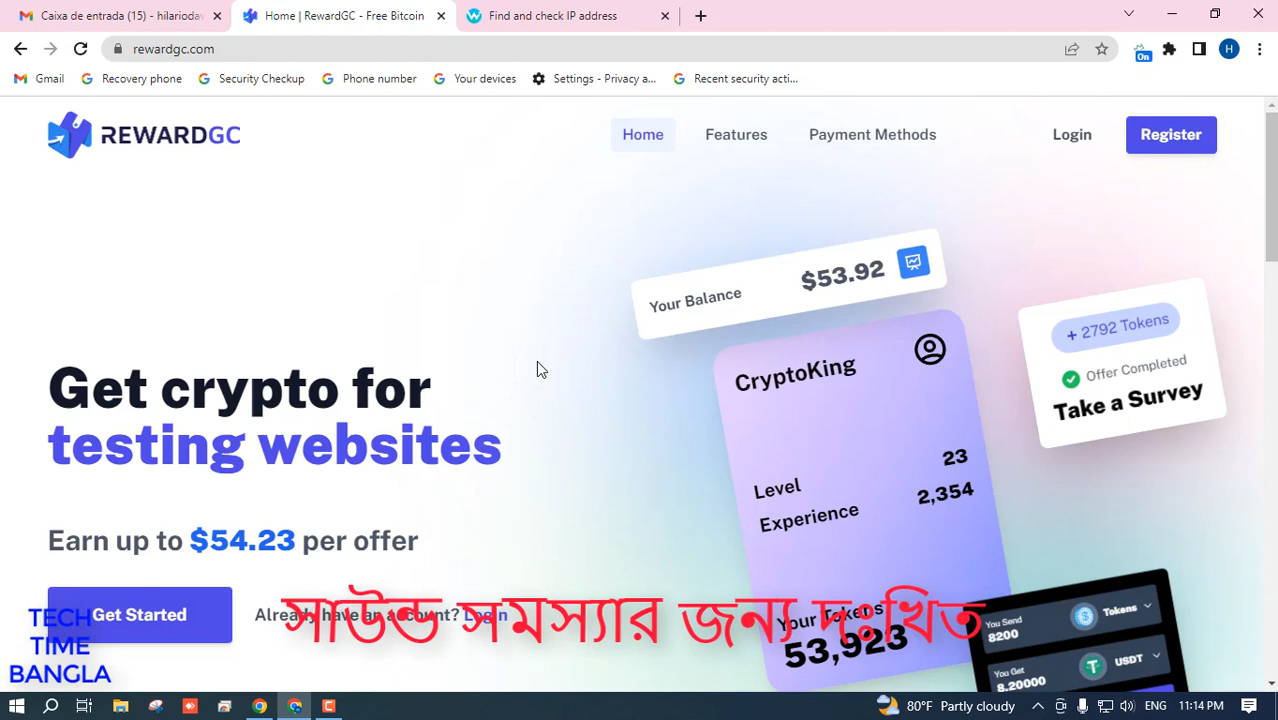 Caixa de entrada (15) - hilariodav
Home | RewardGC - Free Bitcoin
Find and check IP address
rewardgc.com
H
On
Gmail
Recovery phone
Security Checkup
Phone number
Your devices
Settings - Privacy a...
Recent security acti...
REWARDGC
Home
Features
Payment Methods
Login
Register
Your Balance
$53.92
+ 2792 Tokens
Offer Completed
Take a Survey
CryptoKing
Level 23
Experience 2,354
Get crypto for
testing websites
Earn up to $54.23 per offer
Get Started
Already have an account? Login
সাউন্ড সমস্যার জন্য দুঃখিত
Your Tokens
53,923
You Send
8200
Tokens
You Get
8.20000
USDT
TECH
TIME
BANGLA
80°F Partly cloudy
ENG
11:14 PM